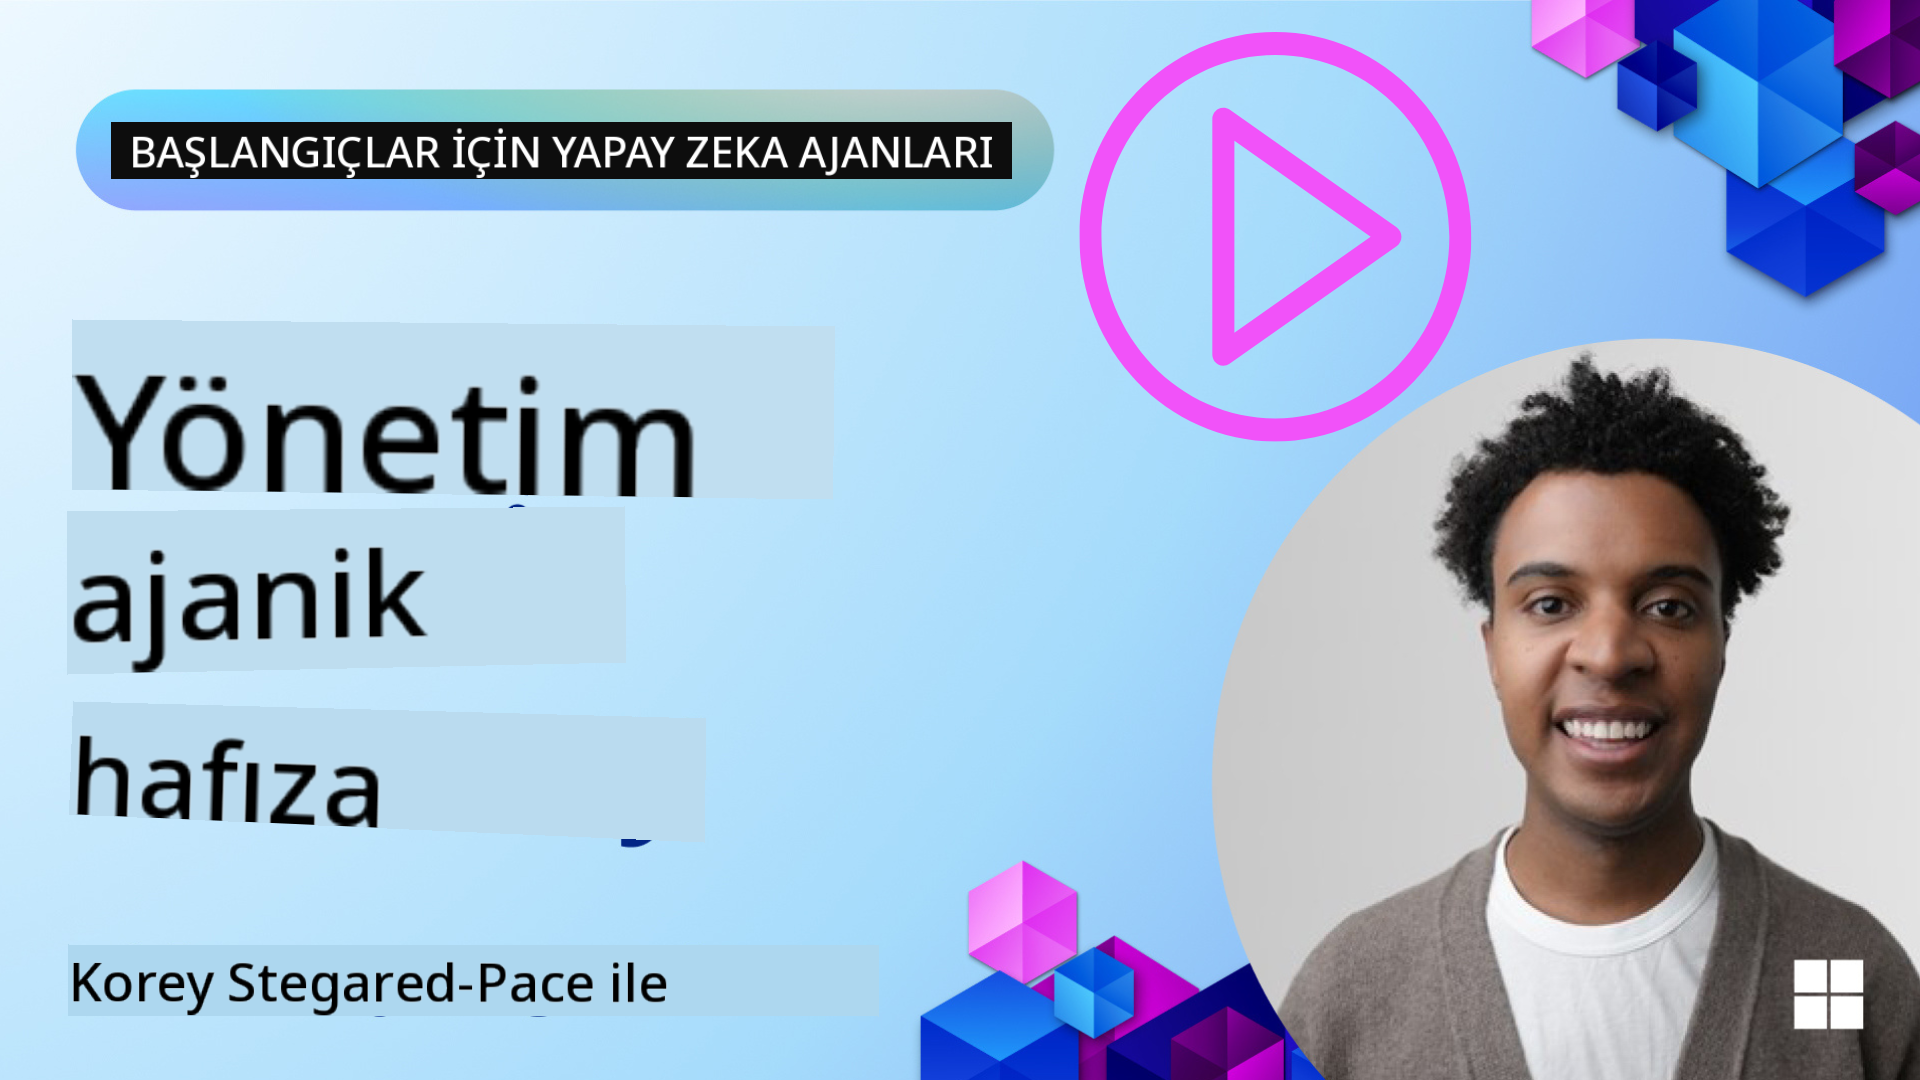 BAŞLANGIÇLAR İÇİN YAPAY ZEKA AJANLARI
Yönetim
ajanik
hafıza
Korey Stegared-Pace ile